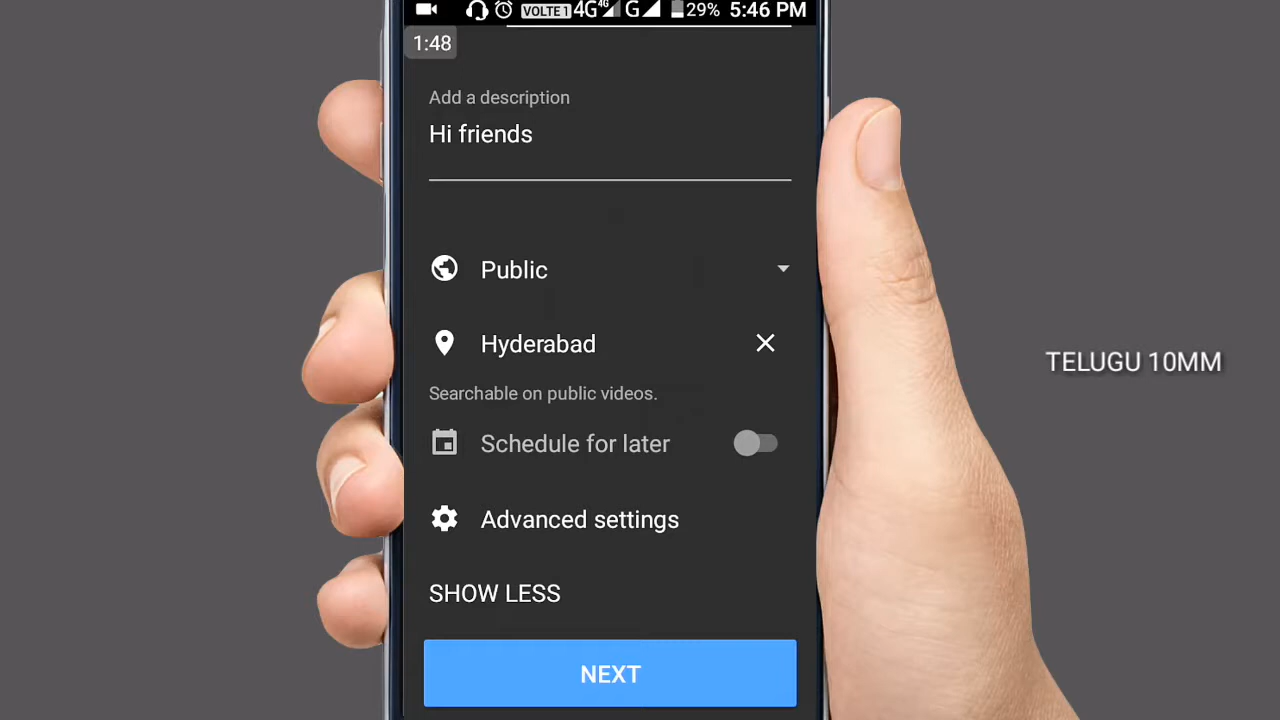 VOLTE 1 4G 4G G 29% 5:46 PM
1:48
Add a description
Hi friends
Public
Hyderabad
Searchable on public videos.
Schedule for later
Advanced settings
SHOW LESS
NEXT
TELUGU 10MM